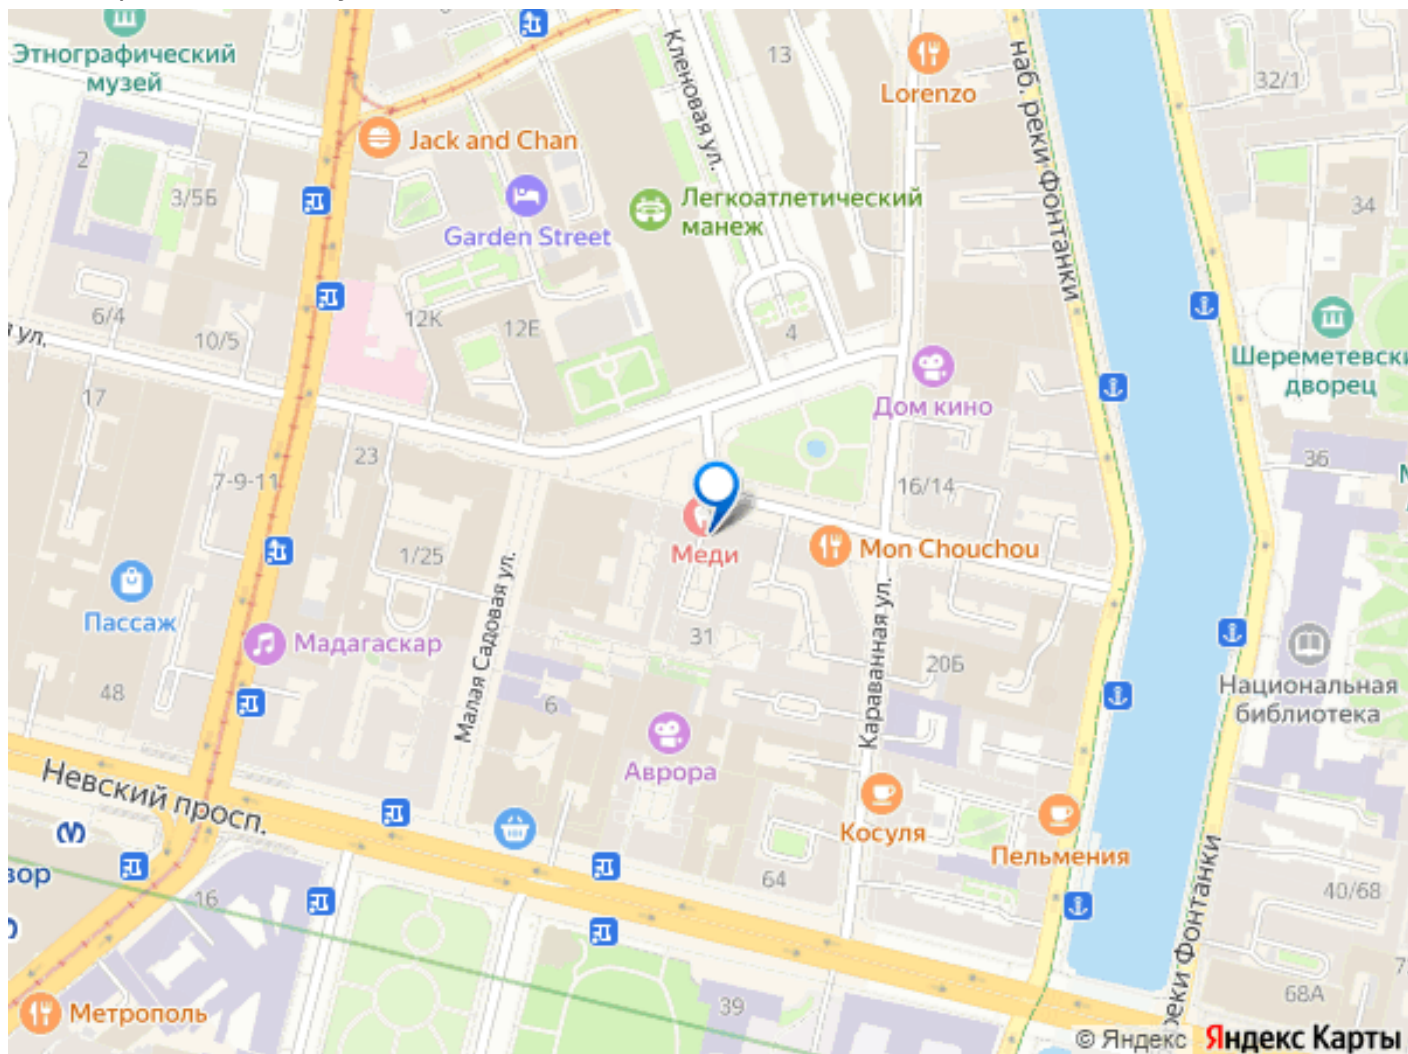 Этнографический
музей
Кленовая ул.
13
Lorenzo
наб. реки Фонтанки
32/1
Jack and Chan
2
3/5Б
Garden Street
Легкоатлетический
манеж
34
6/4
10/5
12К
12Е
4
ул.
Шереметевски
дворец
Дом кино
17
23
7-9-11
16/14
36
Меди
Mon Chouchou
1/25
Пассаж
Мадагаскар
Малая Садовая ул.
31
Караванная ул.
20Б
48
6
Национальная
библиотека
Аврора
Невский просп.
Косуля
Пельмения
64
вор
16
40/68
реки Фонтанки
39
68А
Метрополь
© Яндекс Яндекс Карты